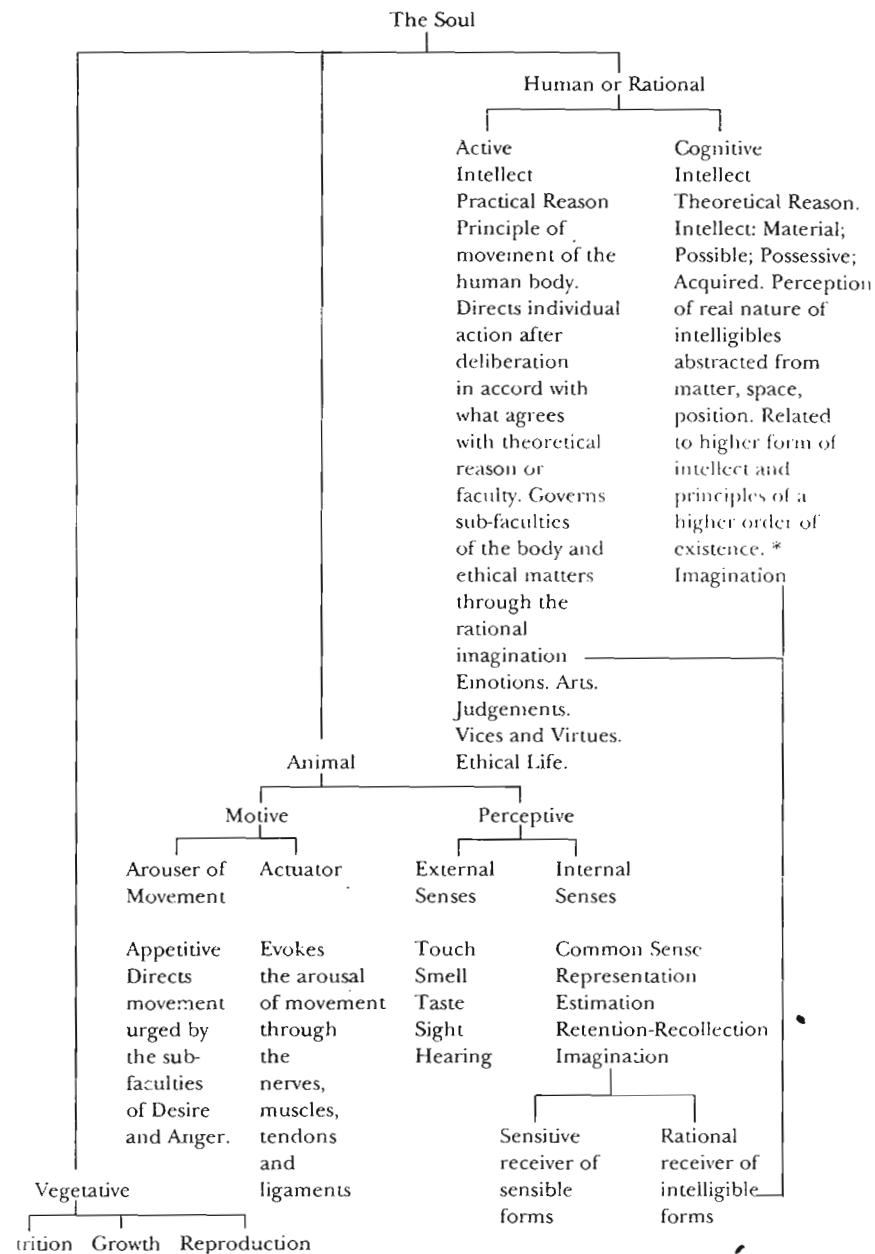 The Soul
Human or Rational
Active
Intellect
Practical Reason
Principle of
movement of the
human body.
Directs individual
action after
deliberation
in accord with
what agrees
with theoretical
reason or
faculty. Governs
sub-faculties
of the body and
ethical matters
through the
rational
imagination
Emotions. Arts.
Judgements.
Vices and Virtues.
Ethical Life.
Cognitive
Intellect
Theoretical Reason.
Intellect: Material;
Possible; Possessive;
Acquired. Perception
of real nature of
intelligibles
abstracted from
matter, space,
position. Related
to higher form of
intellect and
principles of a
higher order of
existence. *
Imagination
Animal
Motive
Perceptive
Arouser of
Movement
Appetitive
Directs
movement
urged by
the sub-
faculties
of Desire
and Anger.
Actuator
Evokes
the arousal
of movement
through
the
nerves,
muscles,
tendons
and
ligaments
External
Senses
Touch
Smell
Taste
Sight
Hearing
Internal
Senses
Common Sense
Representation
Estimation
Retention-Recollection
Imagination
Sensitive
receiver of
sensible
forms
Rational
receiver of
intelligible
forms
Vegetative
trition Growth Reproduction